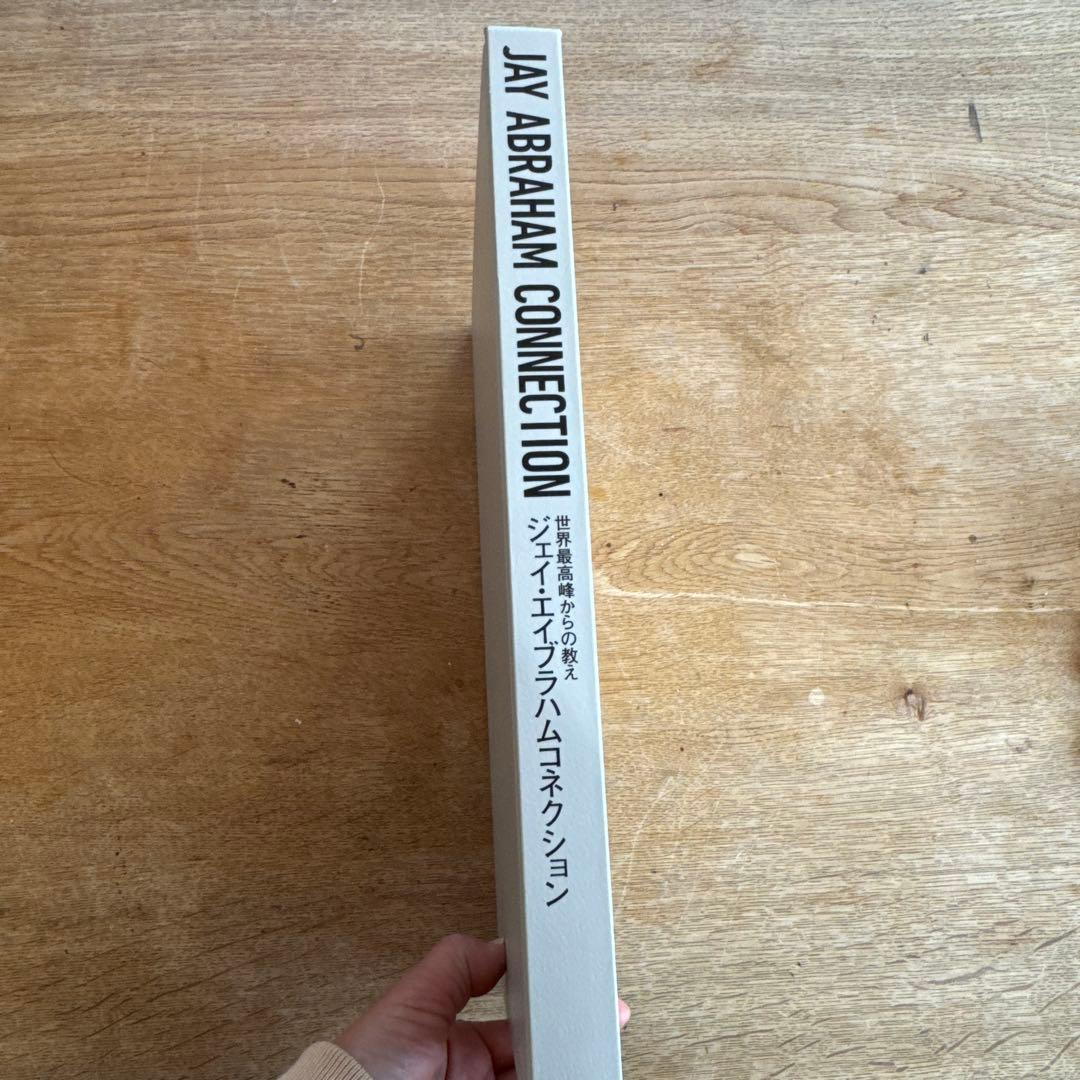 JAY ABRAHAM CONNECTION
世界最高峰からの教え
ジェイ・エイブラハムコネクション